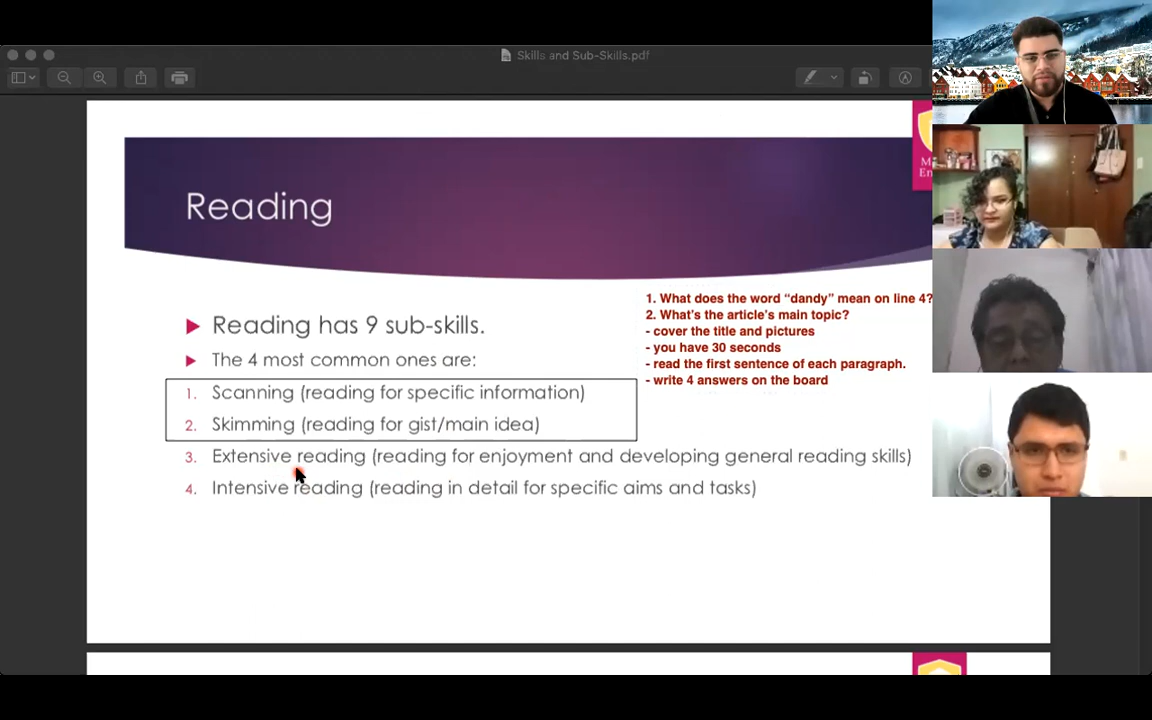 Skills and Sub-Skills.pdf
Reading
Reading has 9 sub-skills.
The 4 most common ones are:
1. Scanning (reading for specific information)
2. Skimming (reading for gist/main idea)
3. Extensive reading (reading for enjoyment and developing general reading skills)
4. Intensive reading (reading in detail for specific aims and tasks)
1. What does the word “dandy” mean on line 4?
2. What's the article's main topic?
- cover the title and pictures
- you have 30 seconds
- read the first sentence of each paragraph.
- write 4 answers on the board